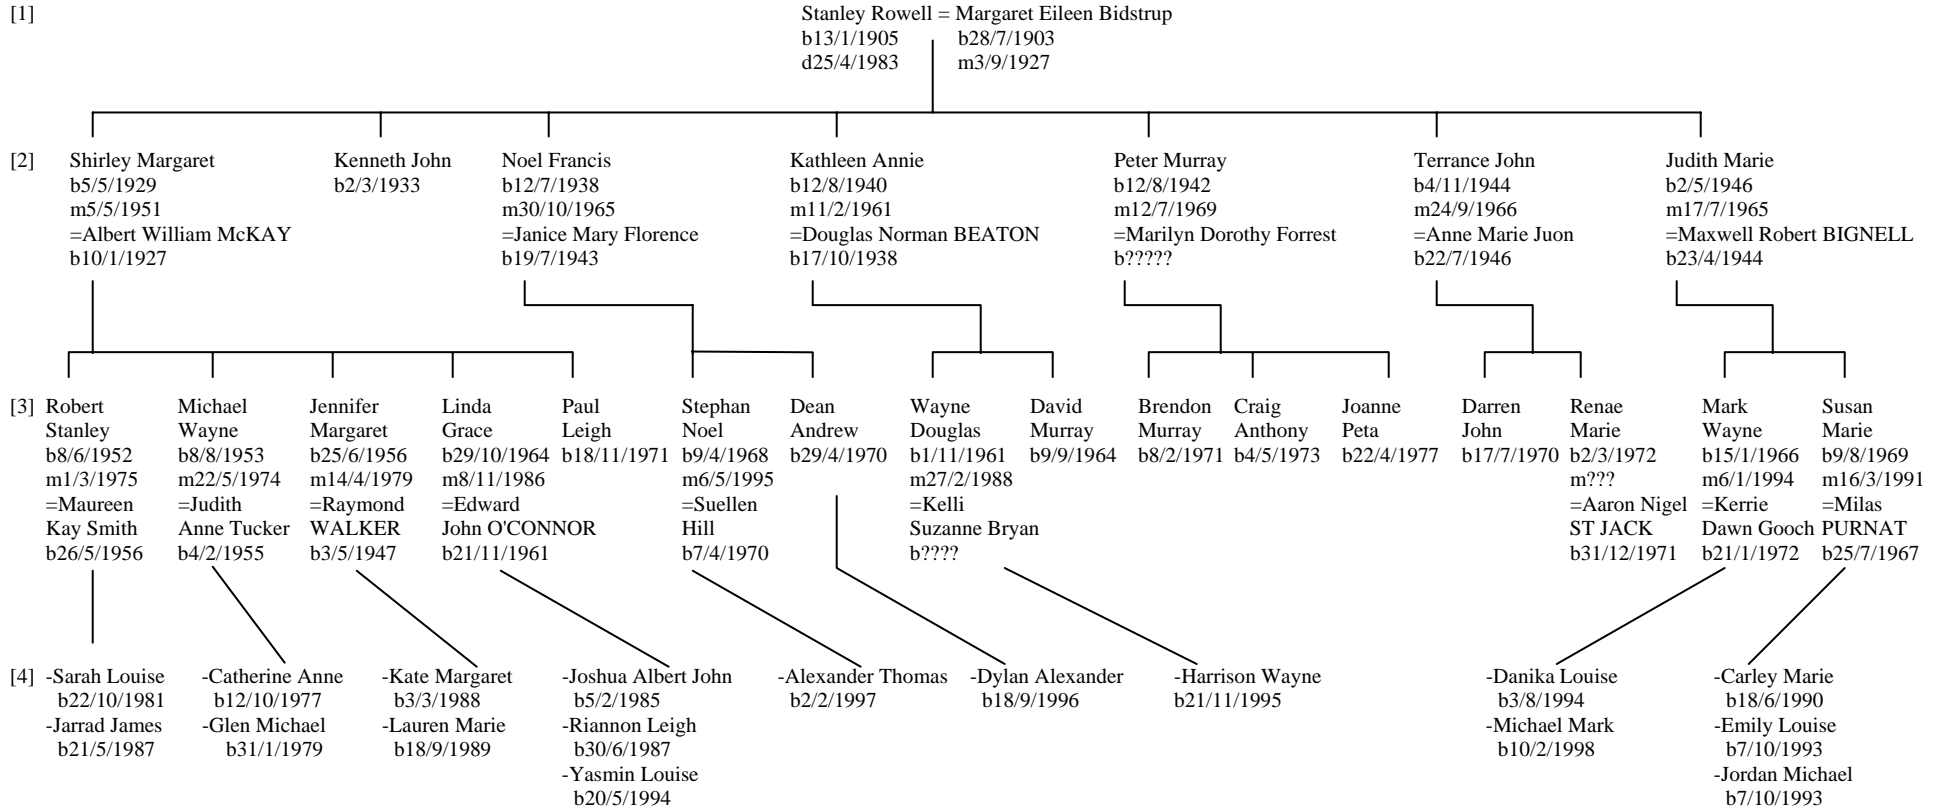 [1] Stanley Rowell = Margaret Eileen Bidstrup
b13/1/1905 b28/7/1903
d25/4/1983 m3/9/1927
[2] Shirley Margaret
b5/5/1929
m5/5/1951
=Albert William McKAY
b10/1/1927
Kenneth John
b2/3/1933
Noel Francis
b12/7/1938
m30/10/1965
=Janice Mary Florence
b19/7/1943
Kathleen Annie
b12/8/1940
m11/2/1961
=Douglas Norman BEATON
b17/10/1938
Peter Murray
b12/8/1942
m12/7/1969
=Marilyn Dorothy Forrest
b?????
Terrance John
b4/11/1944
m24/9/1966
=Anne Marie Juon
b22/7/1946
Judith Marie
b2/5/1946
m17/7/1965
=Maxwell Robert BIGNELL
b23/4/1944
[3] Robert
Stanley
b8/6/1952
m1/3/1975
=Maureen
Kay Smith
b26/5/1956
Michael
Wayne
b8/8/1953
m22/5/1974
=Judith
Anne Tucker
b4/2/1955
Jennifer
Margaret
b25/6/1956
m14/4/1979
=Raymond
WALKER
b3/5/1947
Linda
Grace
b29/10/1964
m8/11/1986
=Edward
John O'CONNOR
b21/11/1961
Paul
Leigh
b18/11/1971
Stephan
Noel
b9/4/1968
m6/5/1995
=Suellen
Hill
b7/4/1970
Dean
Andrew
b29/4/1970
Wayne
Douglas
b1/11/1961
m27/2/1988
=Kelli
Suzanne Bryan
b????
David
Murray
b9/9/1964
Brendon
Murray
b8/2/1971
Craig
Anthony
b4/5/1973
Joanne
Peta
b22/4/1977
Darren
John
b17/7/1970
Renae
Marie
b2/3/1972
m???
=Aaron Nigel
ST JACK
b31/12/1971
Mark
Wayne
b15/1/1966
m6/1/1994
=Kerrie
Dawn Gooch
b21/1/1972
Susan
Marie
b9/8/1969
m16/3/1991
=Milas
PURNAT
b25/7/1967
[4] -Sarah Louise
b22/10/1981
-Jarrad James
b21/5/1987
-Catherine Anne
b12/10/1977
-Glen Michael
b31/1/1979
-Kate Margaret
b3/3/1988
-Lauren Marie
b18/9/1989
-Joshua Albert John
b5/2/1985
-Riannon Leigh
b30/6/1987
-Yasmin Louise
b20/5/1994
-Alexander Thomas
b2/2/1997
-Dylan Alexander
b18/9/1996
-Harrison Wayne
b21/11/1995
-Danika Louise
b3/8/1994
-Michael Mark
b10/2/1998
-Carley Marie
b18/6/1990
-Emily Louise
b7/10/1993
-Jordan Michael
b7/10/1993